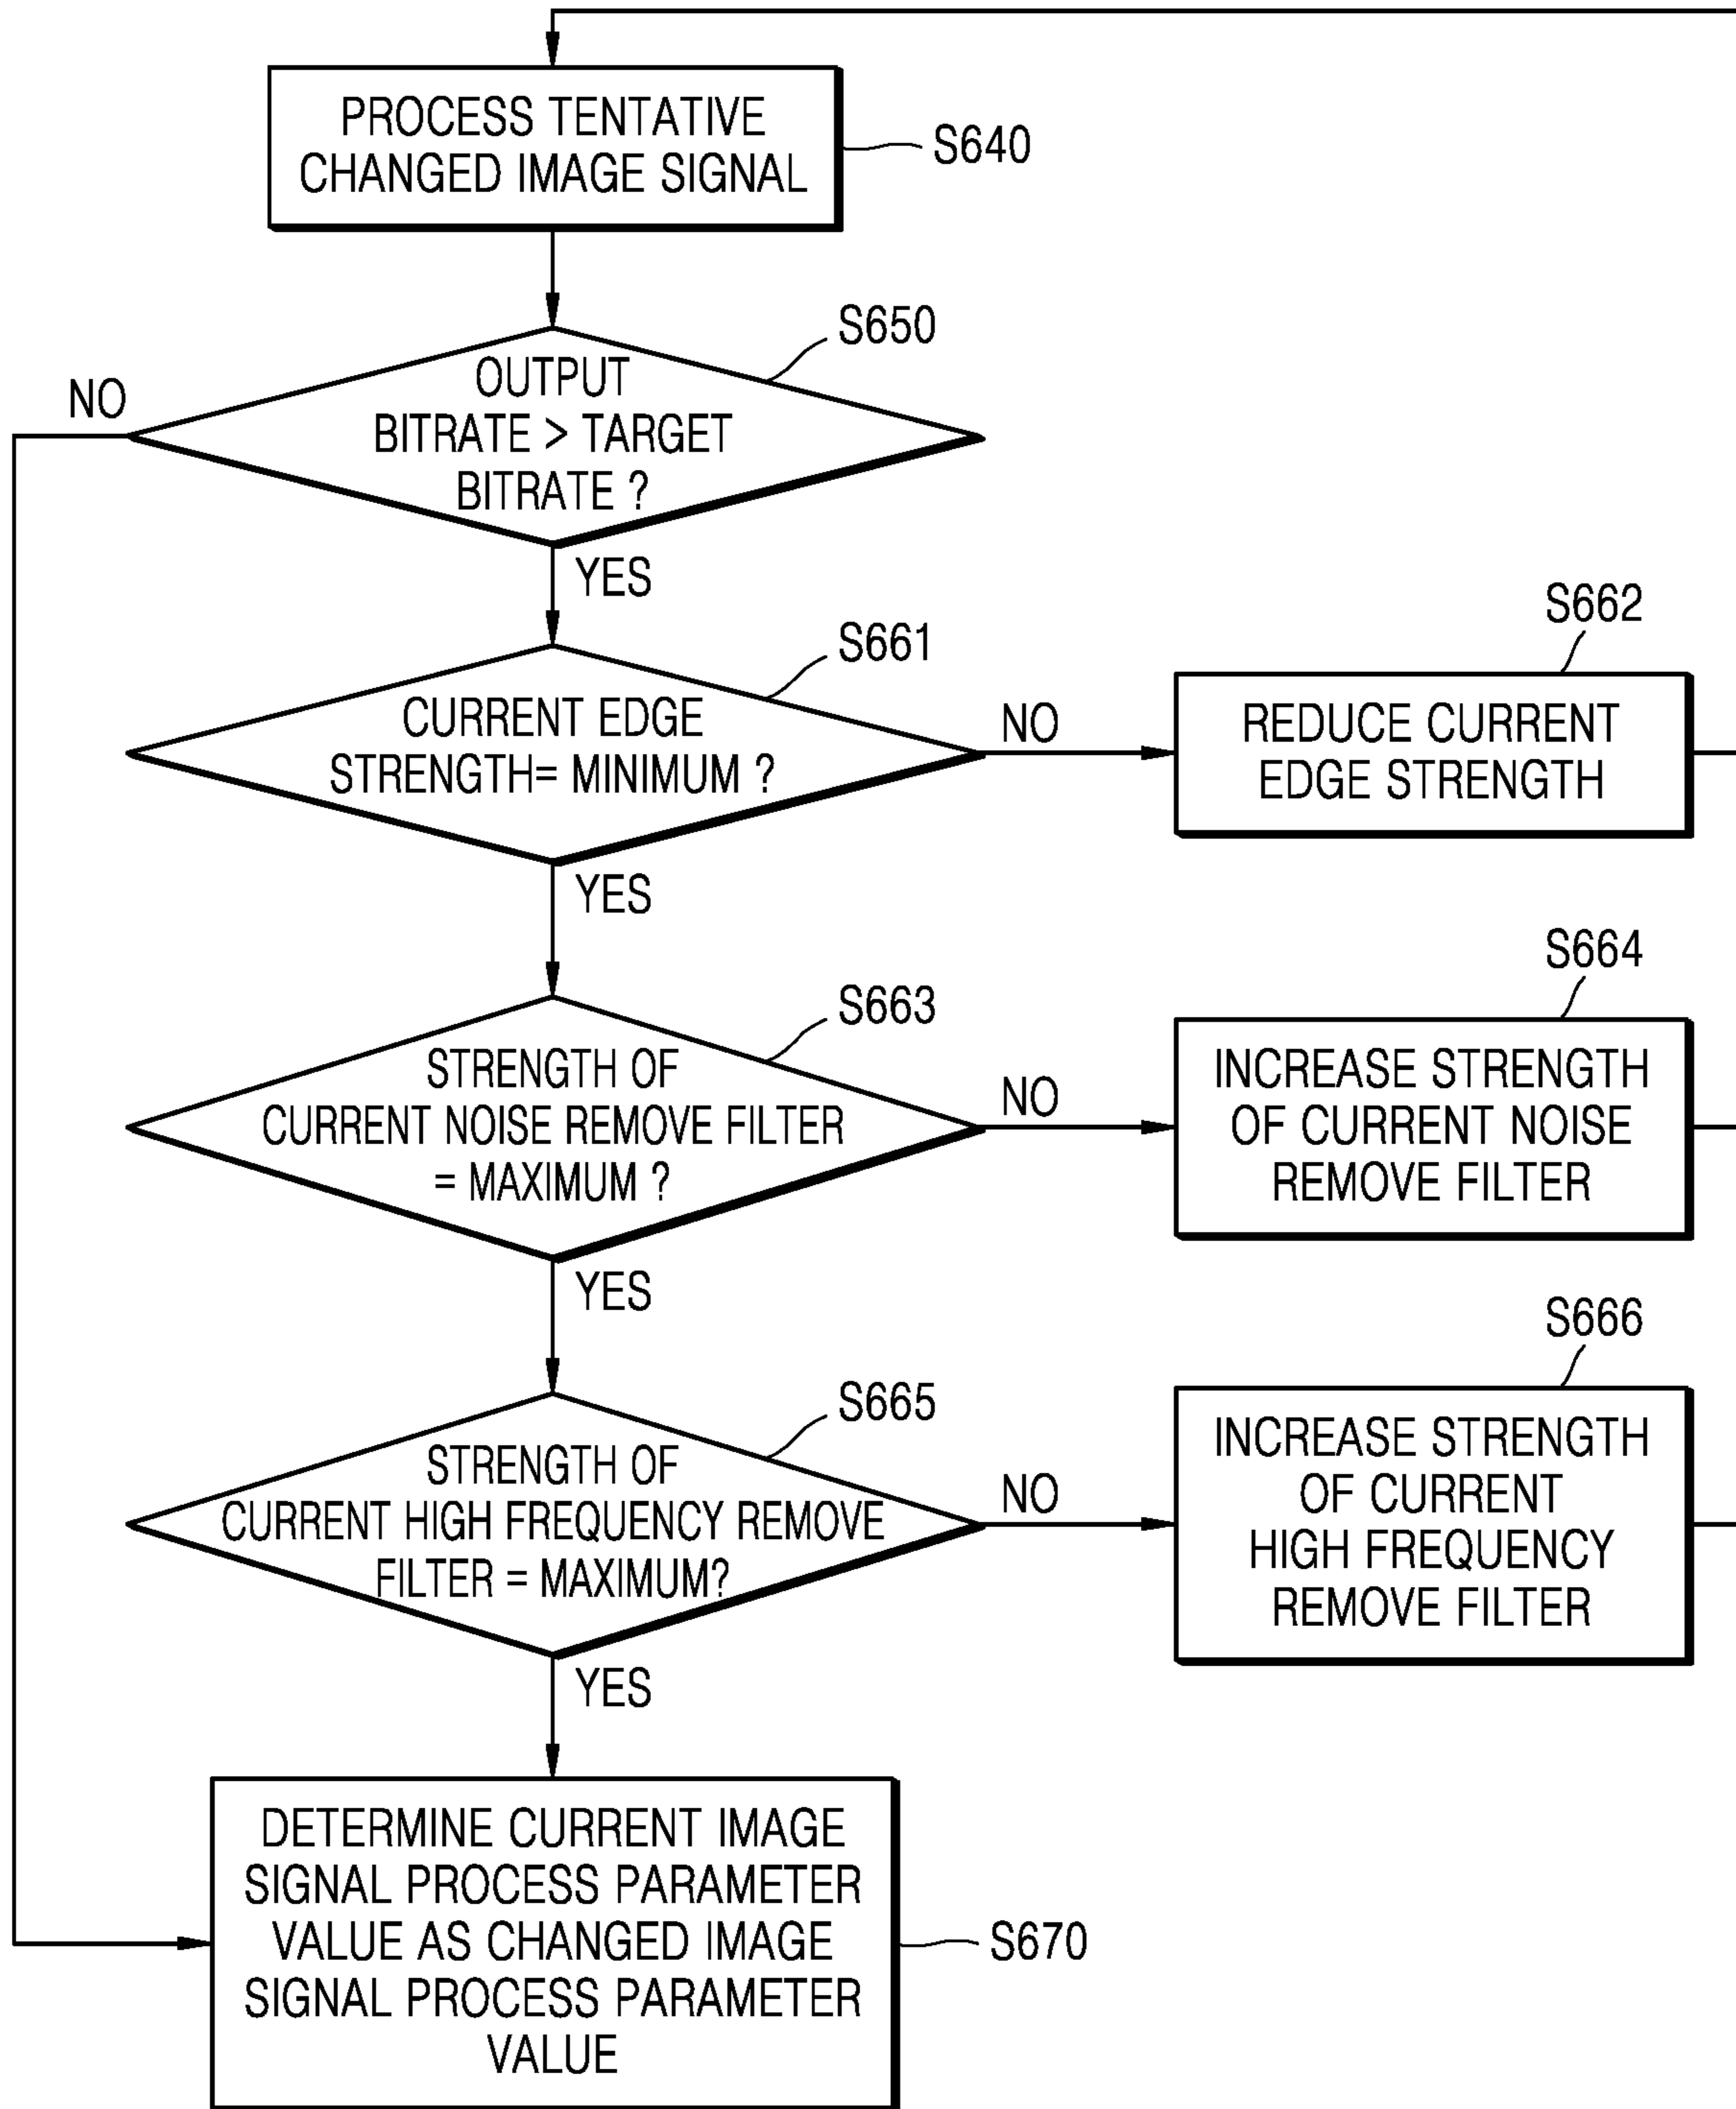 PROCESS TENTATIVE
CHANGED IMAGE SIGNAL
S640
S650
OUTPUT
BITRATE > TARGET
BITRATE ?
NO
YES
S661
CURRENT EDGE
STRENGTH= MINIMUM ?
NO
S662
REDUCE CURRENT
EDGE STRENGTH
YES
S663
STRENGTH OF
CURRENT NOISE REMOVE FILTER
= MAXIMUM ?
NO
S664
INCREASE STRENGTH
OF CURRENT NOISE
REMOVE FILTER
YES
S665
STRENGTH OF
CURRENT HIGH FREQUENCY REMOVE
FILTER = MAXIMUM?
NO
S666
INCREASE STRENGTH
OF CURRENT
HIGH FREQUENCY
REMOVE FILTER
YES
DETERMINE CURRENT IMAGE
SIGNAL PROCESS PARAMETER
VALUE AS CHANGED IMAGE
SIGNAL PROCESS PARAMETER
VALUE
S670